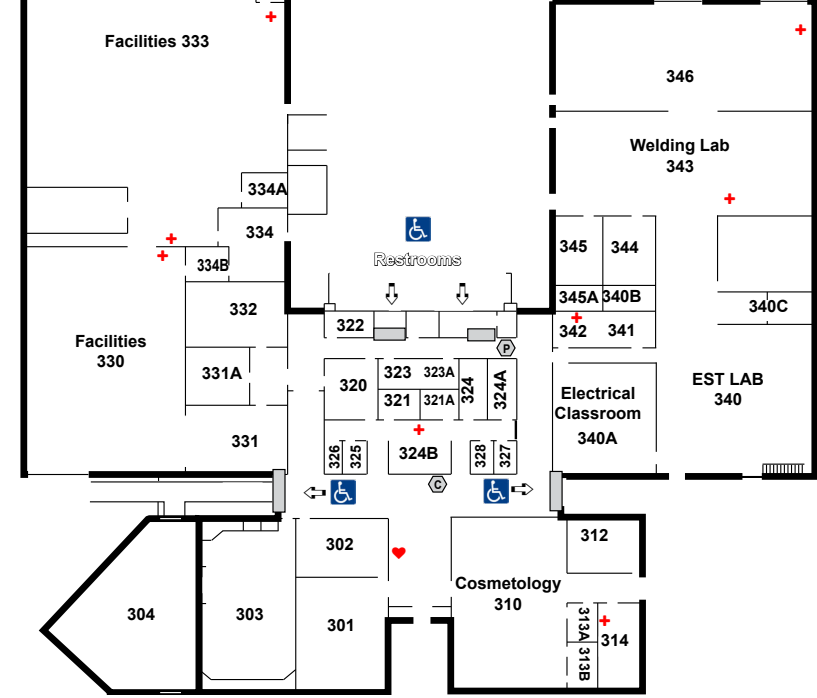 Facilities 333
346
Welding Lab
343
334A
334
Restrooms
345
344
334B
345A
340B
340C
332
322
342
341
P
Facilities
330
331A
320
323
323A
321
321A
324
324A
EST LAB
340
Electrical
Classroom
340A
331
326
325
324B
328
327
C
302
312
Cosmetology
310
304
303
301
313A
313B
314